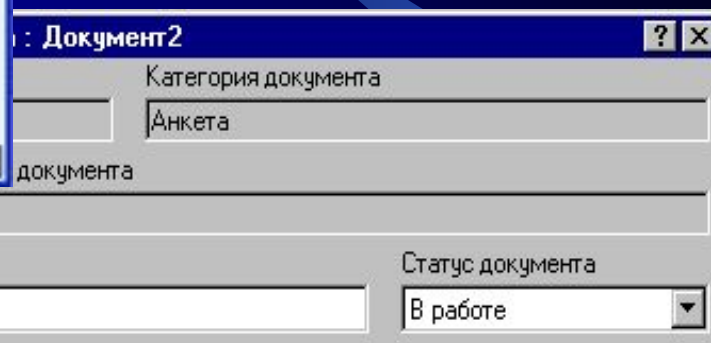 : Документ2
Категория документа
Анкета
документа
Статус документа
В работе